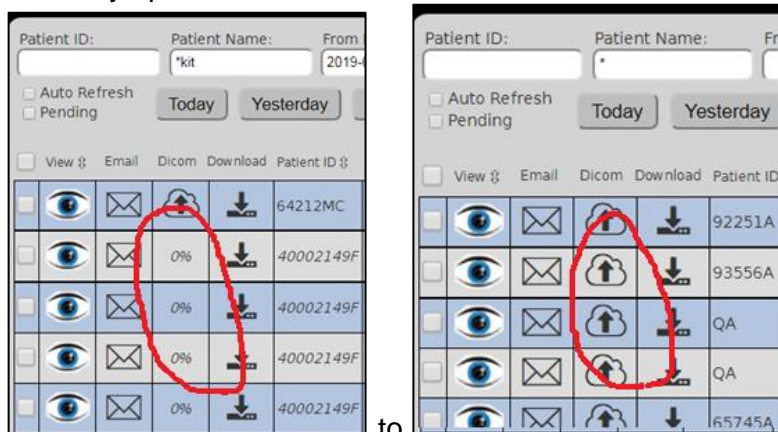 Patient ID: Patient Name: From
*kit 2019-
Auto Refresh
Pending
Today Yesterday
View Email Dicom Download Patient ID
64212MC
0% 40002149F
0% 40002149F
0% 40002149F
0% 40002149F
to
Patient ID: Patient Name: Fr
*
Auto Refresh
Pending
Today Yesterday
View Email Dicom Download Patient ID
92251A
93556A
QA
QA
65745A